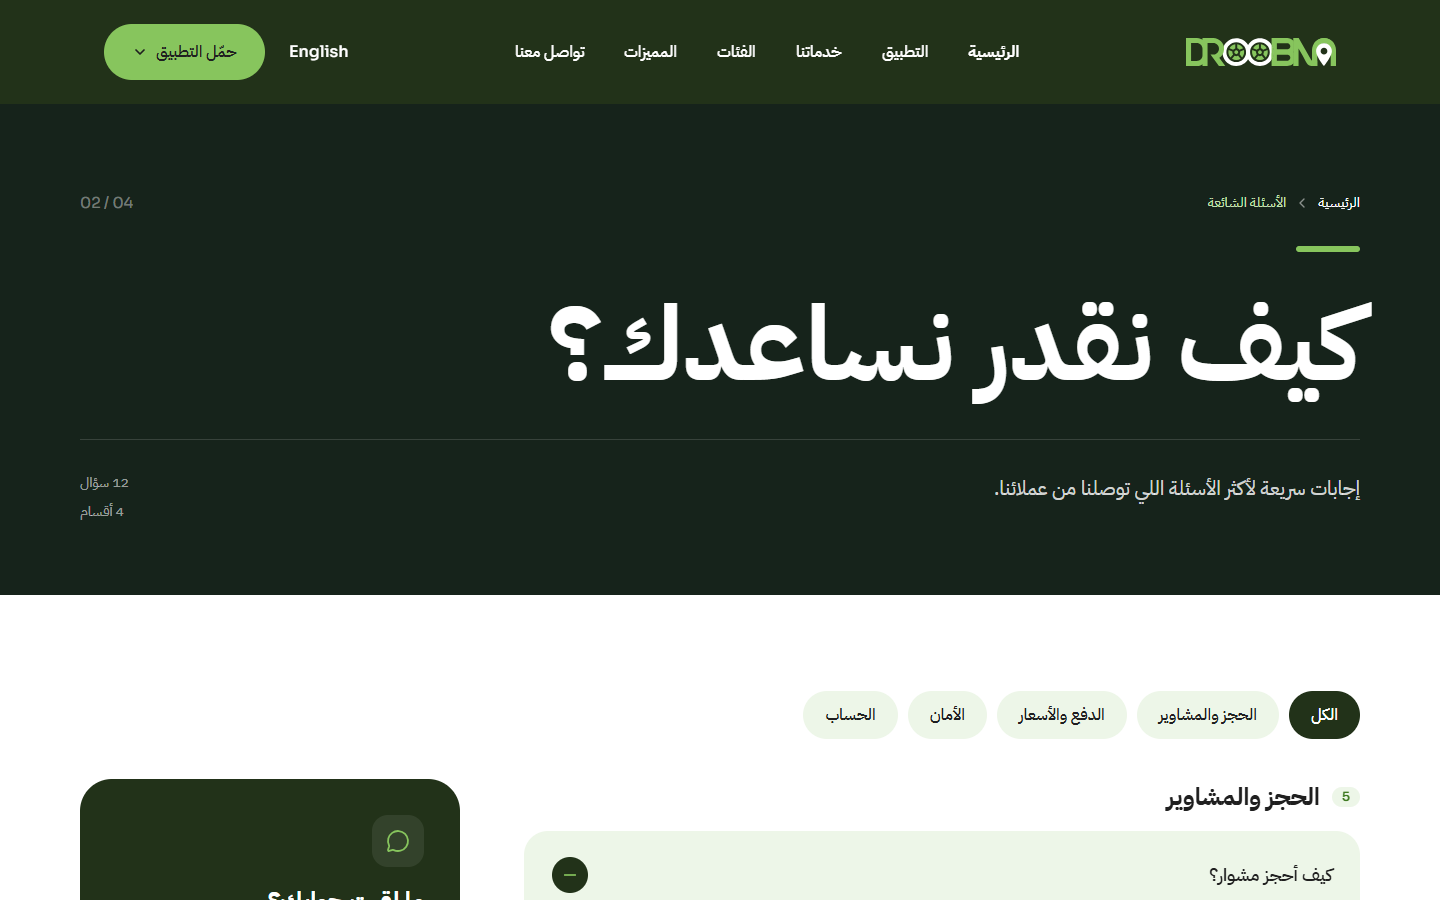 DROOBNA
الرئيسية
التطبيق
خدماتنا
الفئات
المميزات
تواصل معنا
English
حمّل التطبيق
الرئيسية
الأسئلة الشائعة
02 / 04
كيف نقدر نساعدك؟
إجابات سريعة لأكثر الأسئلة اللي توصلنا من عملائنا.
12 سؤال
4 أقسام
الكل
الحجز والمشاوير
الدفع والأسعار
الأمان
الحساب
5
الحجز والمشاوير
كيف أحجز مشوار؟